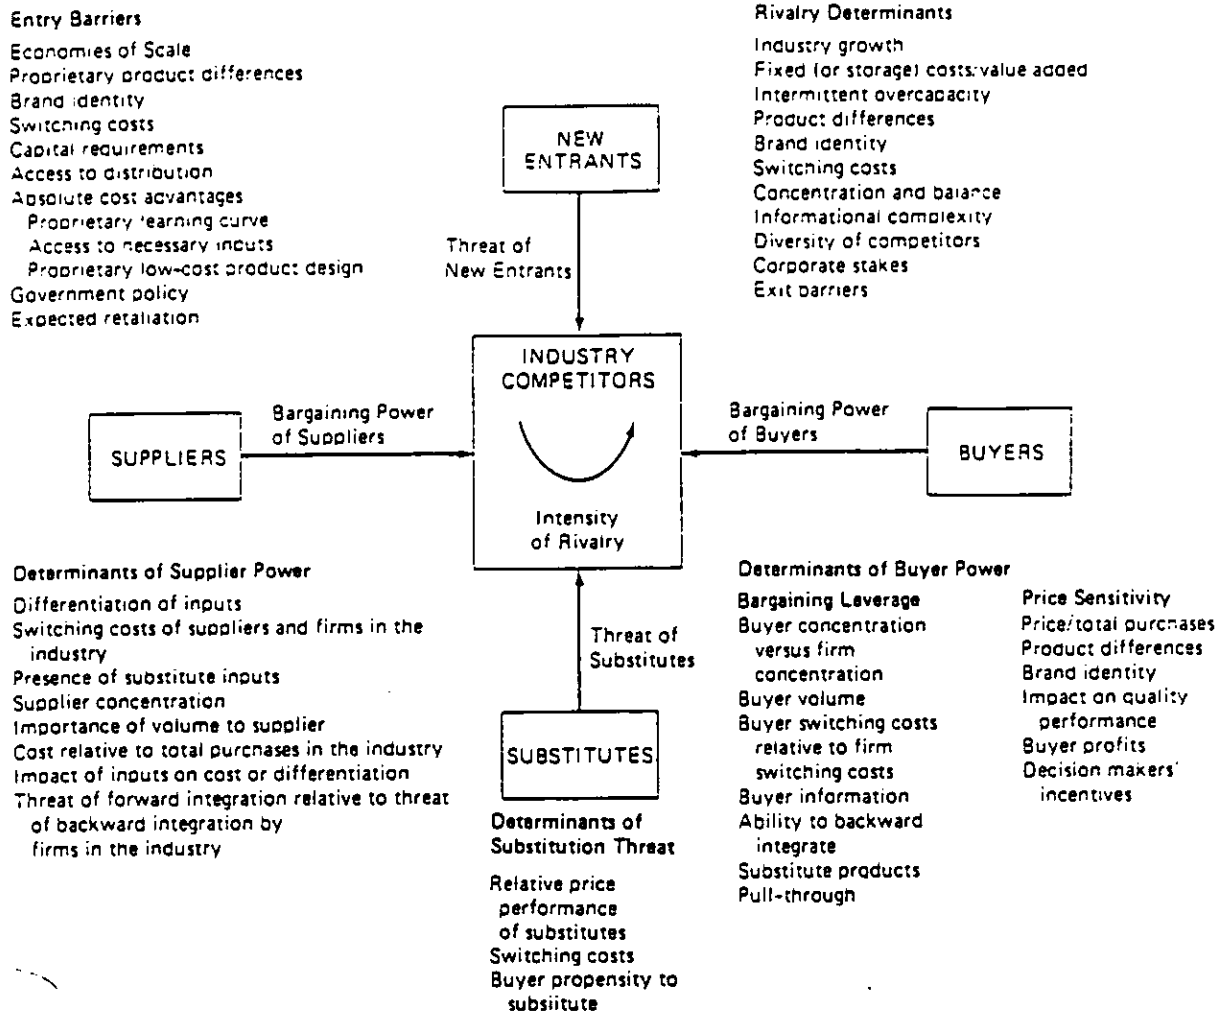 Entry Barriers
Economies of Scale
Proprietary product differences
Brand identity
Switching costs
Capital requirements
Access to distribution
Absolute cost advantages
Proprietary learning curve
Access to necessary inputs
Proprietary low-cost product design
Government policy
Expected retaliation
Rivalry Determinants
Industry growth
Fixed (or storage) costs/value added
Intermittent overcapacity
Product differences
Brand identity
Switching costs
Concentration and balance
Informational complexity
Diversity of competitors
Corporate stakes
Exit barriers
NEW
ENTRANTS
Threat of
New Entrants
INDUSTRY
COMPETITORS
Intensity
of Rivalry
SUPPLIERS
Bargaining Power
of Suppliers
Bargaining Power
of Buyers
BUYERS
Determinants of Supplier Power
Differentiation of inputs
Switching costs of suppliers and firms in the
industry
Presence of substitute inputs
Supplier concentration
Importance of volume to supplier
Cost relative to total purchases in the industry
Impact of inputs on cost or differentiation
Threat of forward integration relative to threat
of backward integration by
firms in the industry
Threat of
Substitutes
SUBSTITUTES
Determinants of
Substitution Threat
Relative price
performance
of substitutes
Switching costs
Buyer propensity to
substitute
Determinants of Buyer Power
Bargaining Leverage
Buyer concentration
versus firm
concentration
Buyer volume
Buyer switching costs
relative to firm
switching costs
Buyer information
Ability to backward
integrate
Substitute products
Pull-through
Price Sensitivity
Price/total purchases
Product differences
Brand identity
Impact on quality
performance
Buyer profits
Decision makers'
incentives